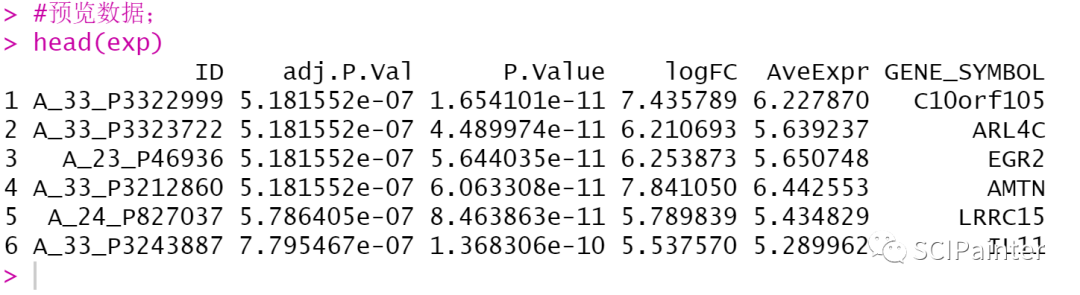 > #预览数据；
> head(exp)
ID adj.P.Val P.Value logFC AveExpr GENE_SYMBOL
1 A_33_P3322999 5.181552e-07 1.654101e-11 7.435789 6.227870 C10orf105
2 A_33_P3323722 5.181552e-07 4.489974e-11 6.210693 5.639237 ARL4C
3 A_23_P46936 5.181552e-07 5.644035e-11 6.253873 5.650748 EGR2
4 A_33_P3212860 5.181552e-07 6.063308e-11 7.841050 6.442553 AMTN
5 A_24_P827037 5.786405e-07 8.463863e-11 5.789839 5.434829 LRRC15
6 A_33_P3243887 7.795467e-07 1.368306e-10 5.537570 5.289962 IL11
SCIPainter
>